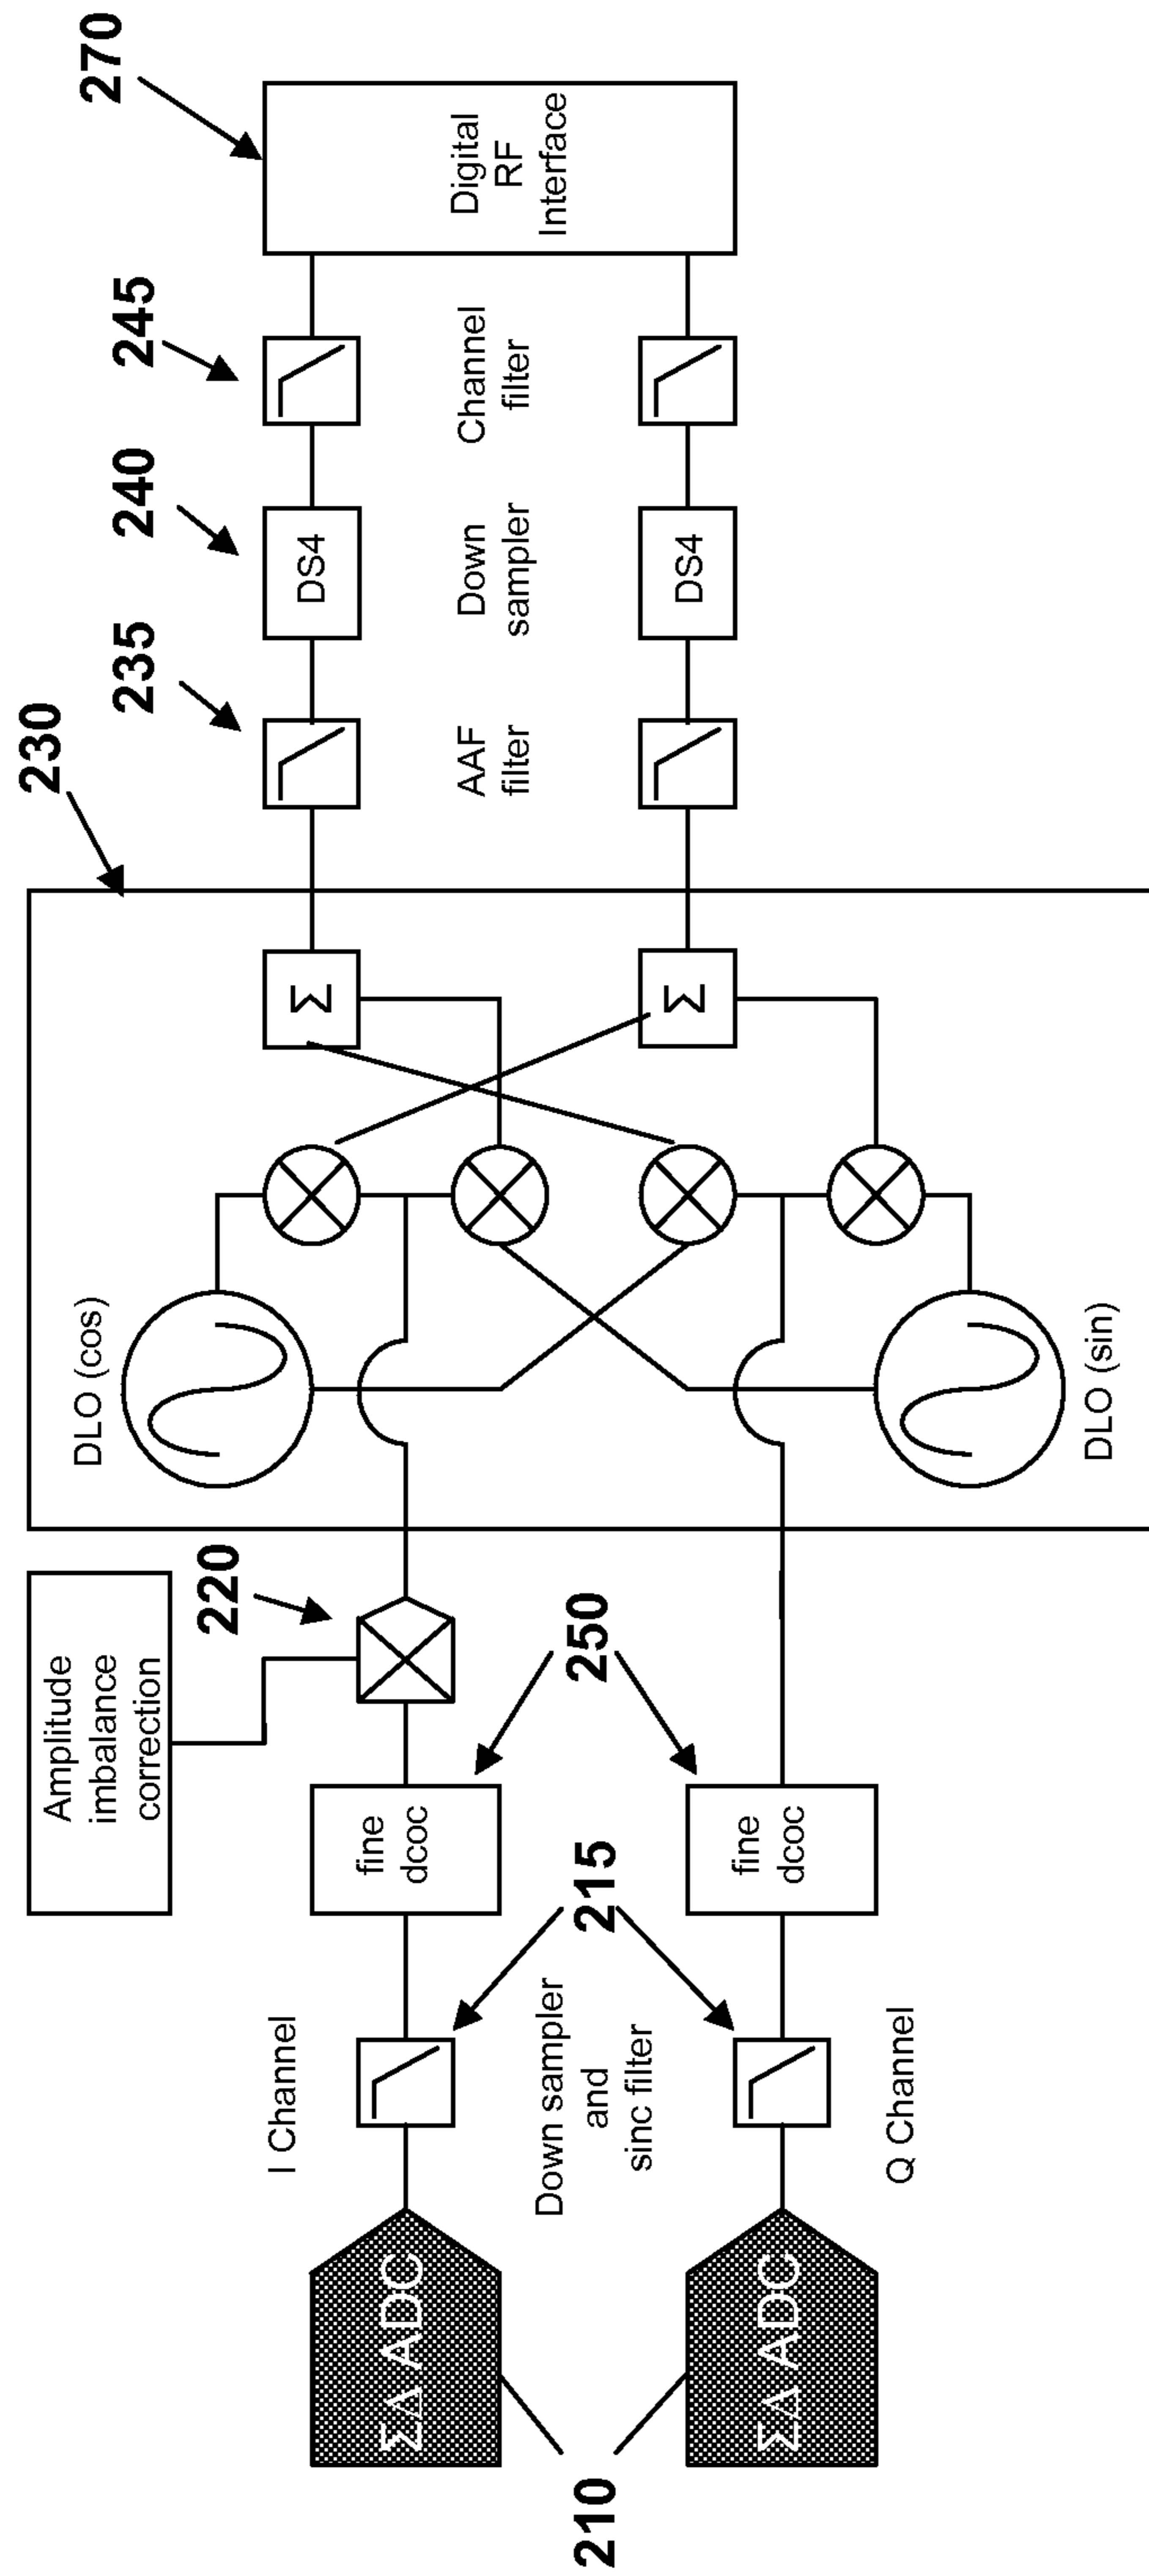 230
270
245
240
235
220
Amplitude
imbalance
correction
DLO (cos)
I Channel
ΣΔ ADC
fine
dcoc
Σ
DS4
210
Down sampler
and
sinc filter
215
250
AAF
filter
Down
sampler
Channel
filter
Digital
RF
Interface
ΣΔ ADC
fine
dcoc
Σ
DS4
Q Channel
DLO (sin)